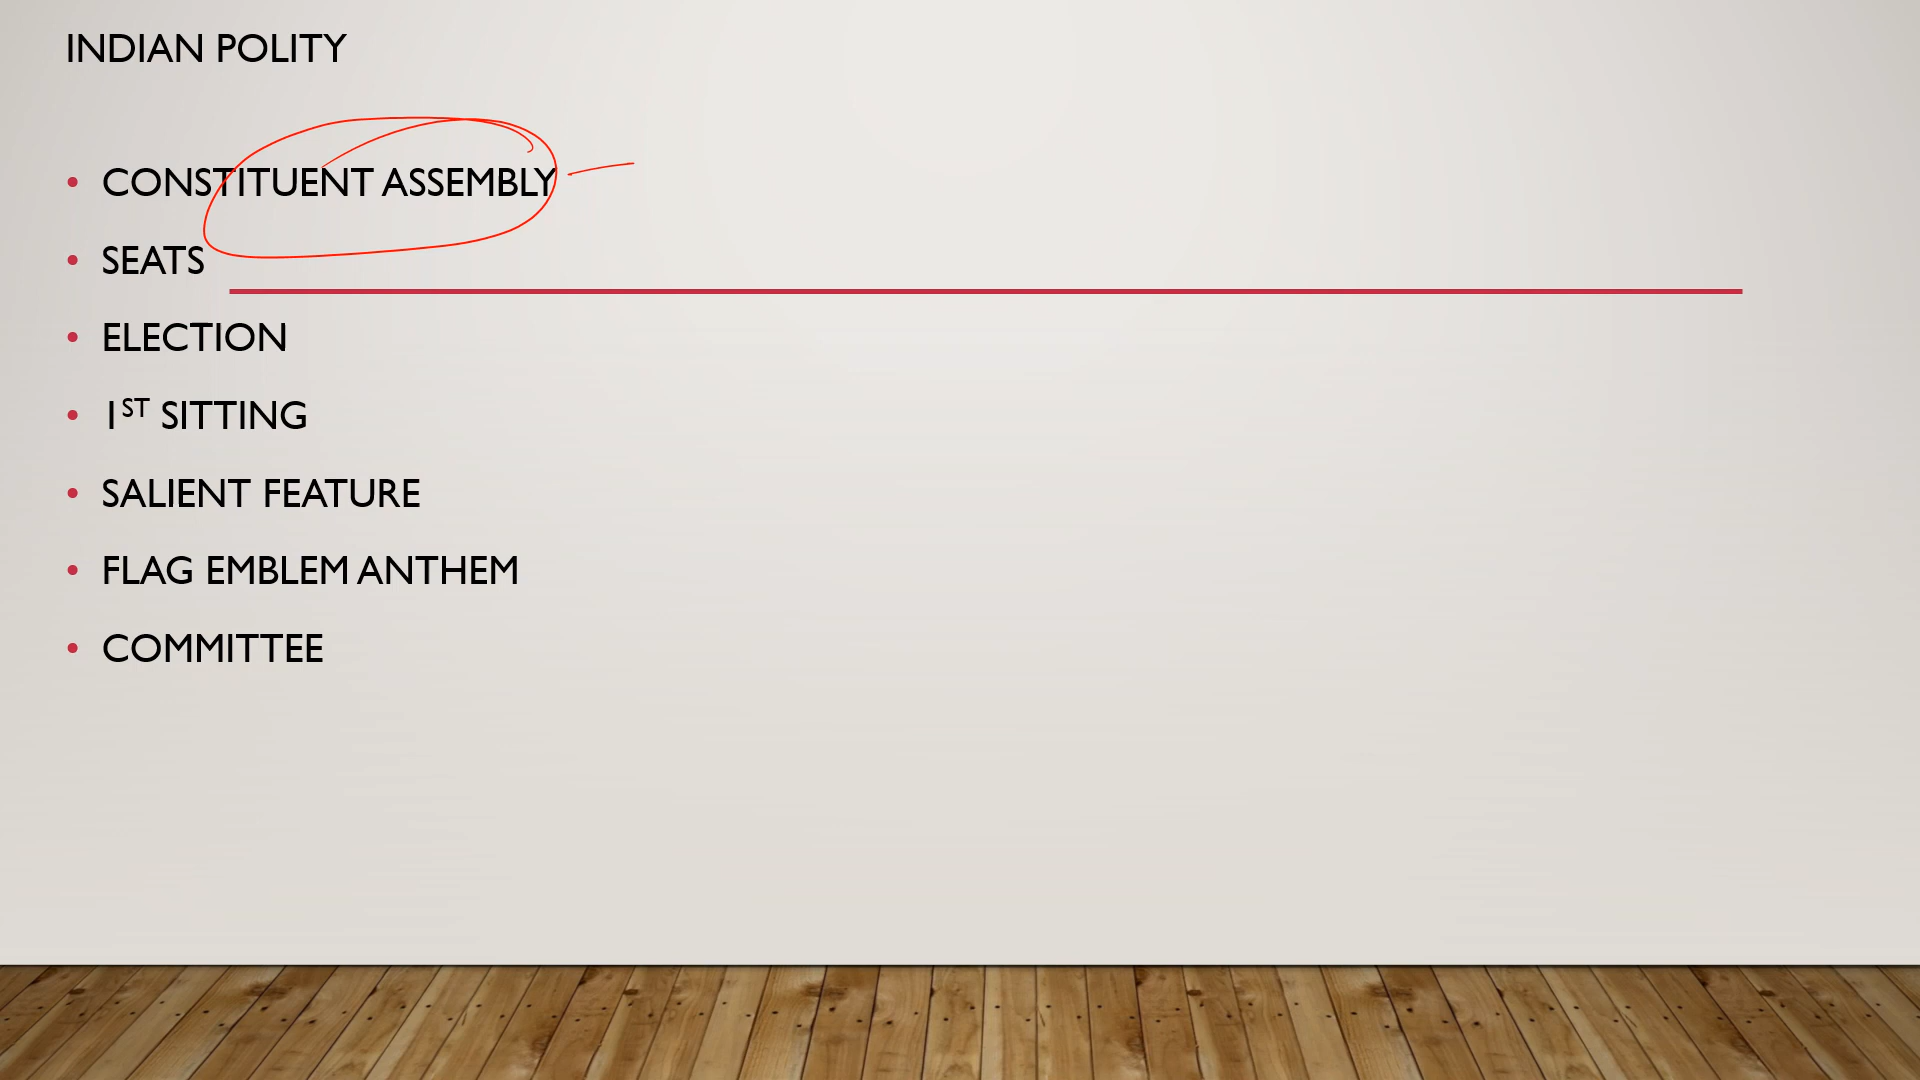 INDIAN POLITY
• CONSTITUENT ASSEMBLY
• SEATS
• ELECTION
• 1ST SITTING
• SALIENT FEATURE
• FLAG EMBLEM ANTHEM
• COMMITTEE